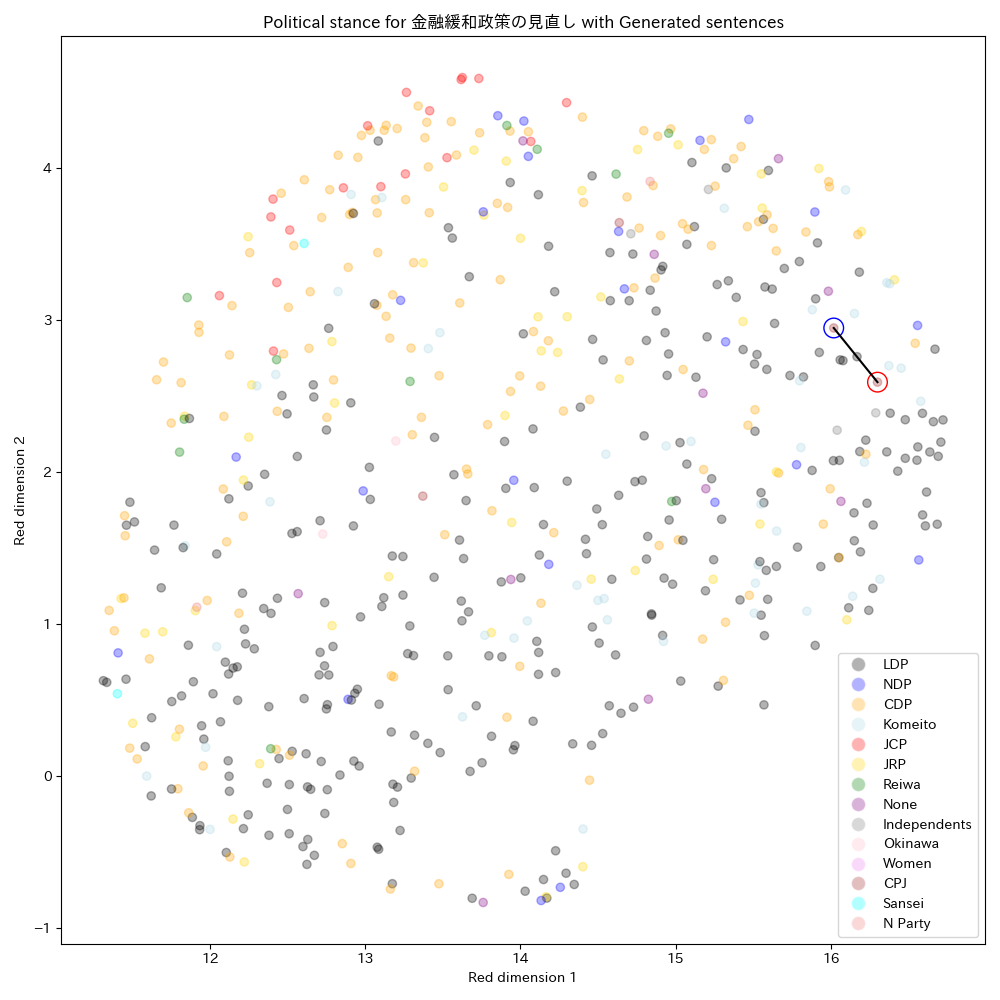 Political stance for 金融緩和政策の見直し with Generated sentences
4
3
2
1
0
−1
Red dimension 2
12
13
14
15
16
Red dimension 1
LDP
NDP
CDP
Komeito
JCP
JRP
Reiwa
None
Independents
Okinawa
Women
CPJ
Sansei
N Party